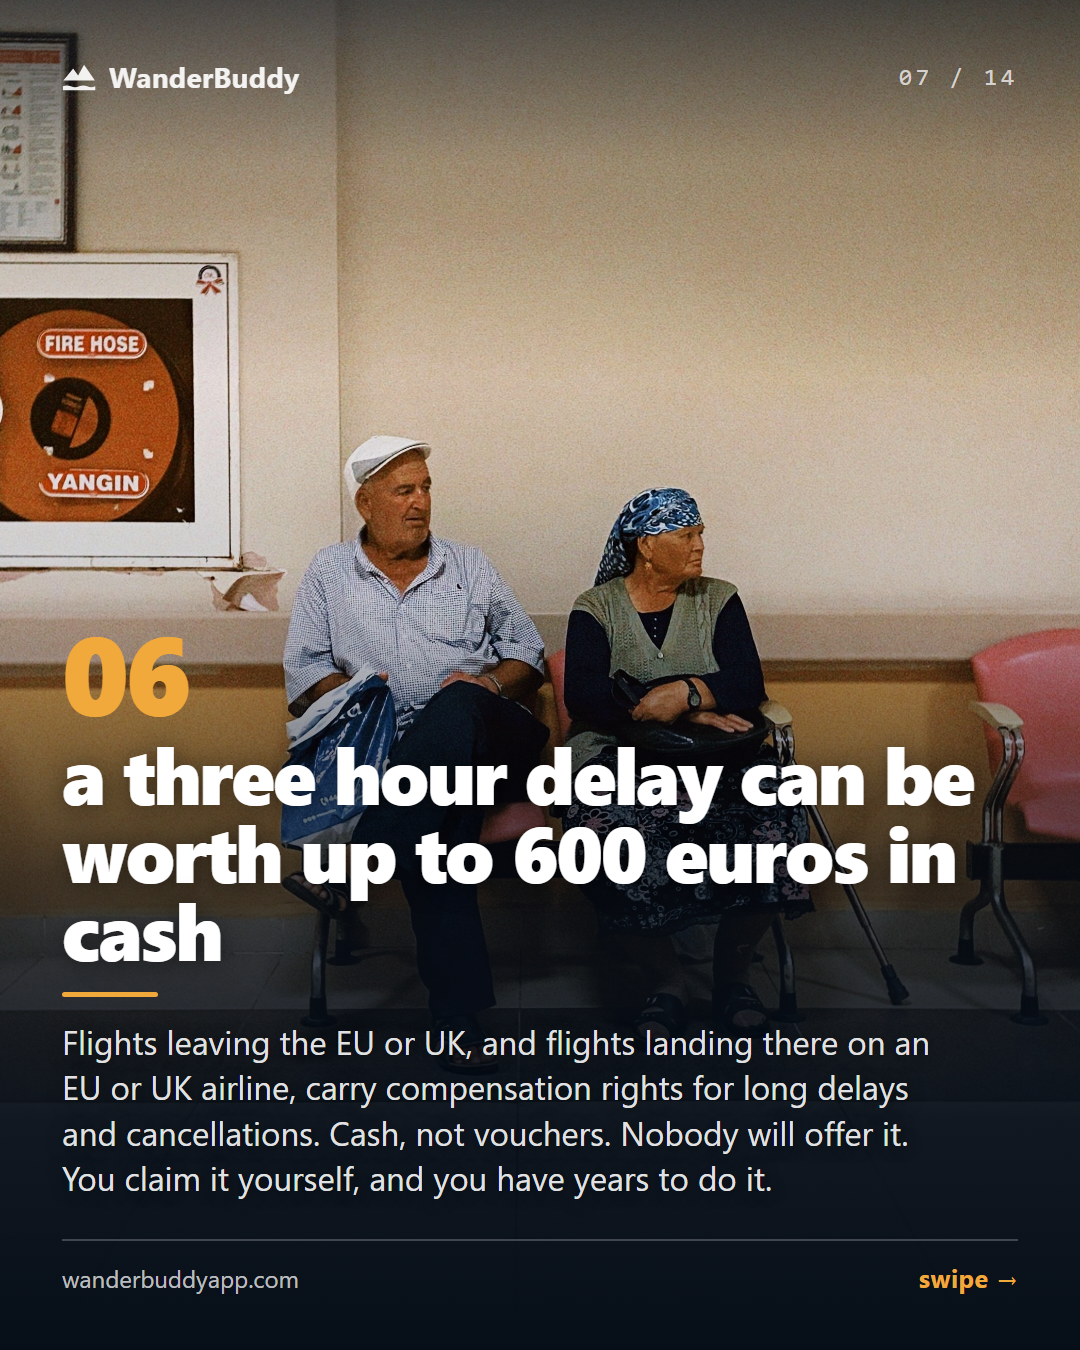 WanderBuddy
07 / 14
FIRE HOSE
YANGIN
06
a three hour delay can be
worth up to 600 euros in
cash
Flights leaving the EU or UK, and flights landing there on an
EU or UK airline, carry compensation rights for long delays
and cancellations. Cash, not vouchers. Nobody will offer it.
You claim it yourself, and you have years to do it.
wanderbuddyapp.com
swipe →